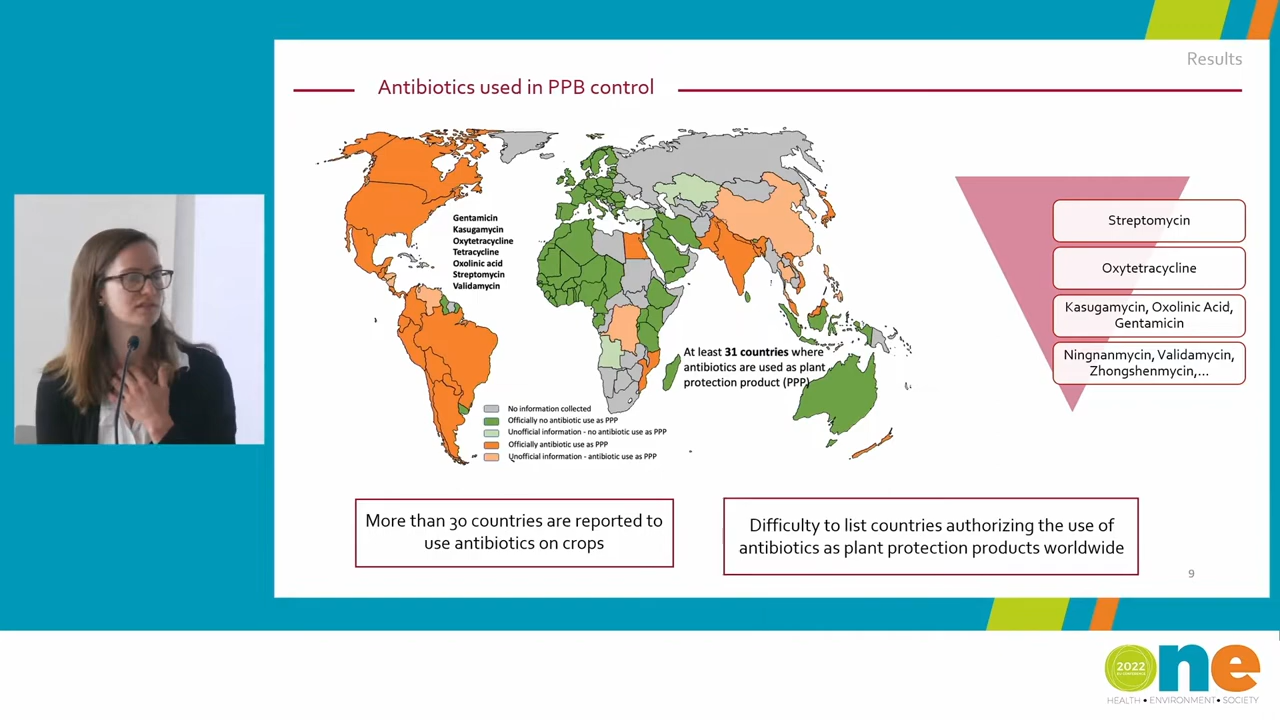 Results
Antibiotics used in PPB control
Gentamicin
Kasugamycin
Oxytetracycline
Tetracycline
Oxolinic acid
Streptomycin
Validamycin
At least 31 countries where
antibiotics are used as plant
protection product (PPP)
No information collected
Officially no antibiotic use as PPP
Unofficial information - no antibiotic use as PPP
Officially antibiotic use as PPP
Unofficial information - antibiotic use as PPP
Streptomycin
Oxytetracycline
Kasugamycin, Oxolinic Acid,
Gentamicin
Ningnanmycin, Validamycin,
Zhongshenmycin,...
More than 30 countries are reported to
use antibiotics on crops
Difficulty to list countries authorizing the use of
antibiotics as plant protection products worldwide
9
2022
one
HEALTH • ENVIRONMENT • SOCIETY